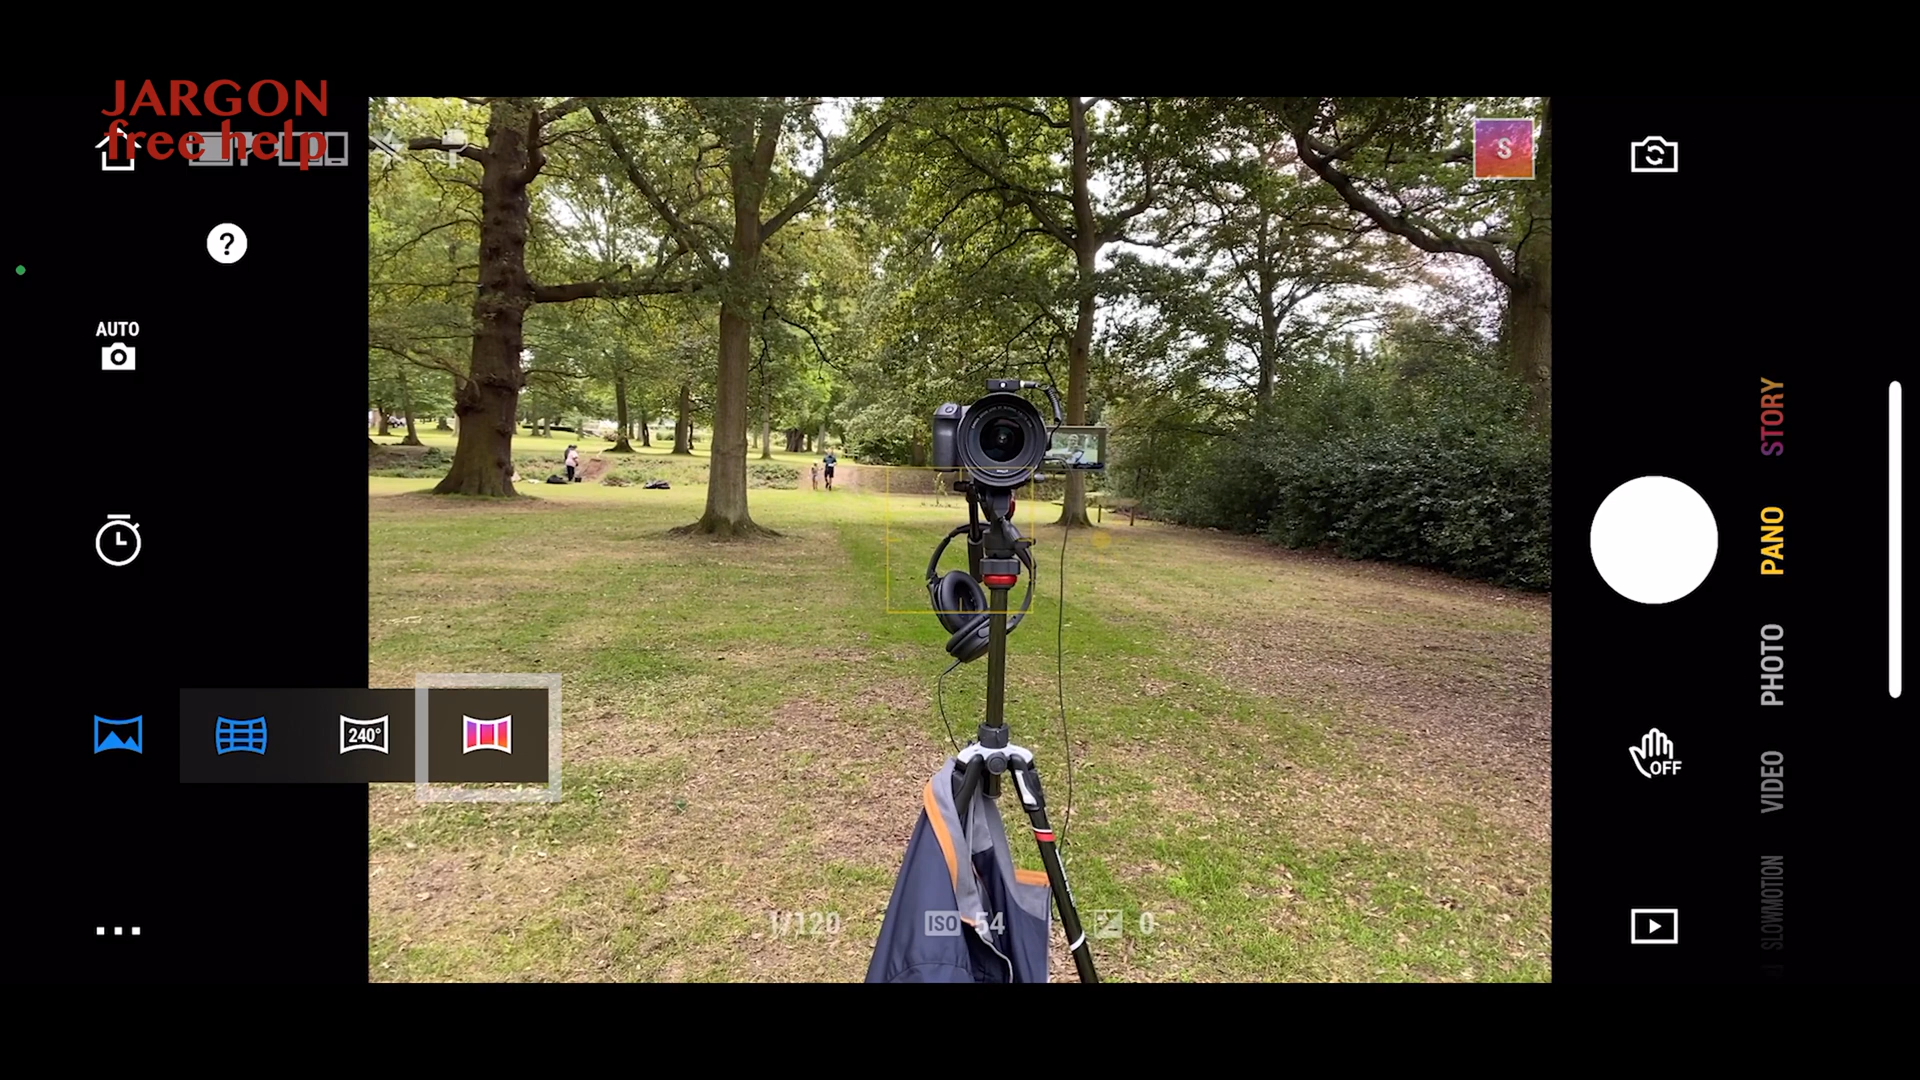 JARGON
free help
S
?
AUTO
STORY
PANO
PHOTO
240°
OFF
VIDEO
SLOWMOTION
1/120
ISO 54
0